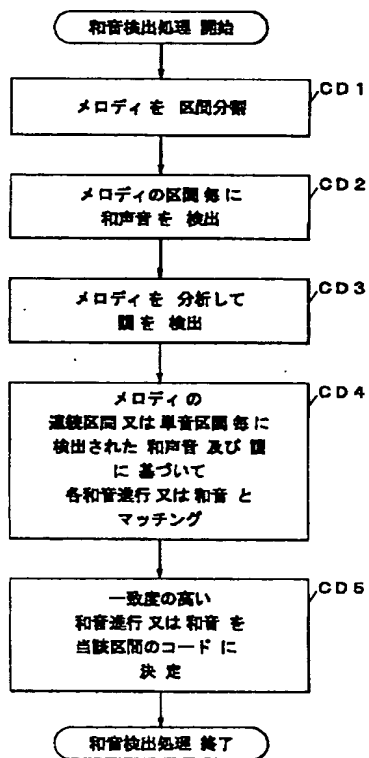 和音検出処理 開始
CD1
メロディを 区間分割
CD2
メロディの区間 毎に
和声音を 検出
CD3
メロディを 分析して
調を 検出
CD4
メロディの
連続区間 又は 単音区間 毎に
検出された 和声音 及び 調
に 基づいて
各和音進行 又は 和音 と
マッチング
CD5
一致度の高い
和音進行 又は 和音 を
当該区間のコード に
決 定
和音検出処理 終了